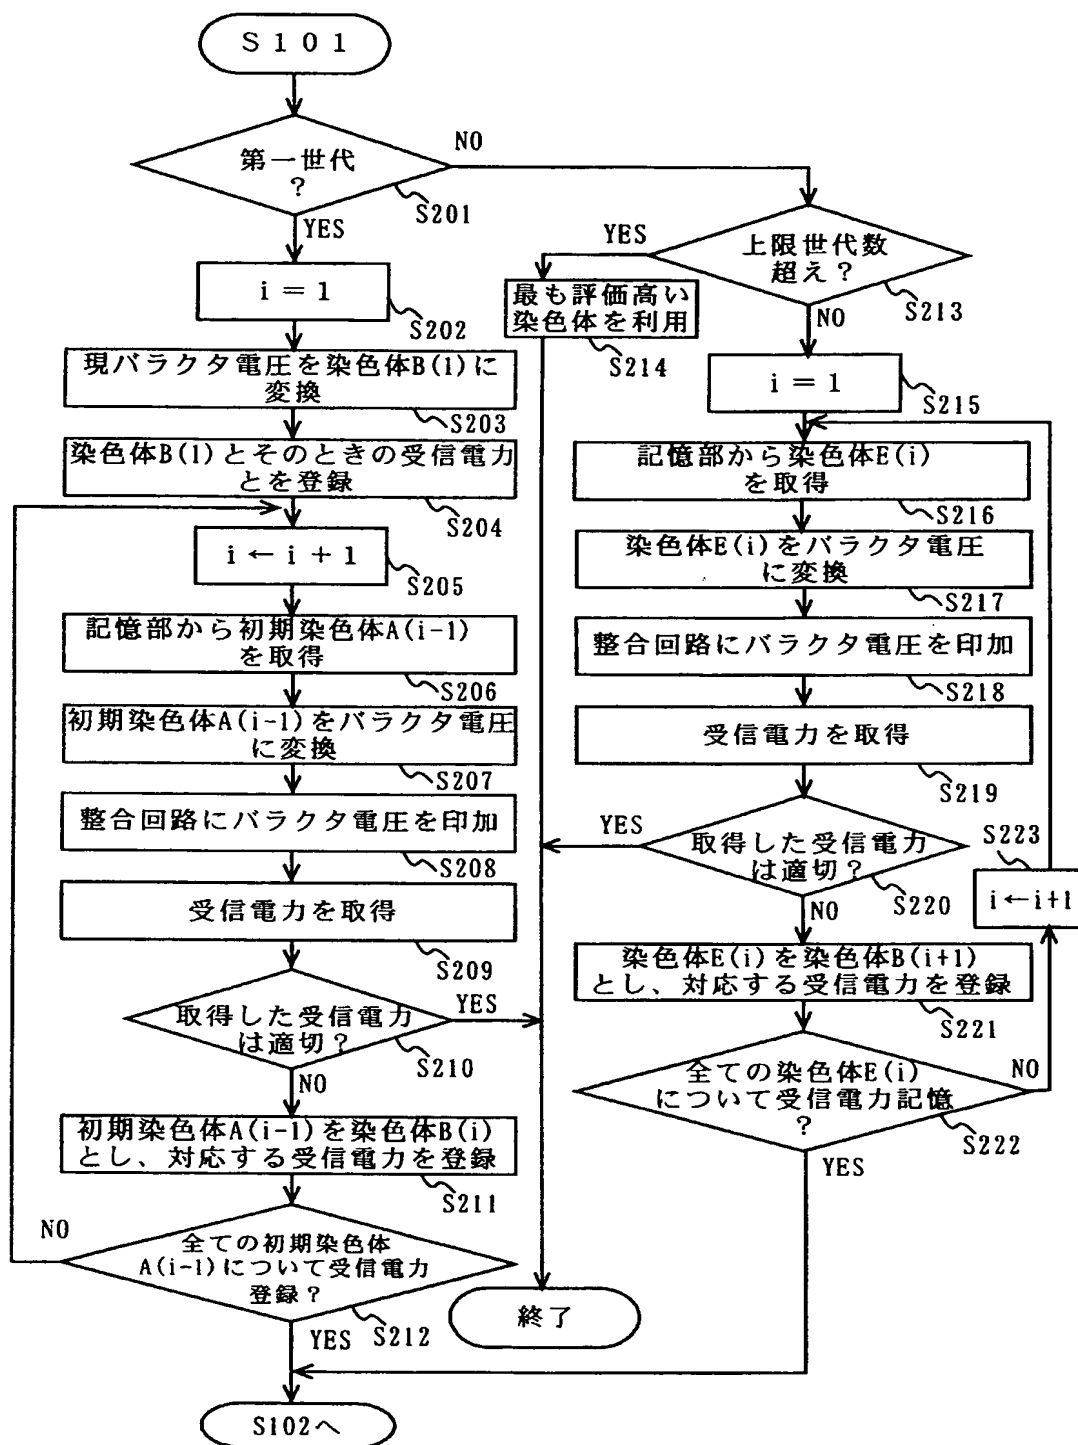 S101
第一世代
?
NO
S201
YES
i = 1
S202
現バラクタ電圧を染色体B(i)に
変換
S203
染色体B(1)とそのときの受信電力
とを登録
S204
i ← i + 1
S205
記憶部から初期染色体A(i-1)
を取得
S206
初期染色体A(i-1)をバラクタ電圧
に変換
S207
整合回路にバラクタ電圧を印加
S208
受信電力を取得
S209
取得した受信電力
は適切?
YES
S210
NO
初期染色体A(i-1)を染色体B(i)
とし、対応する受信電力を登録
S211
NO
全ての初期染色体
A(i-1)について受信電力
登録?
S212
YES
S102へ
上限世代数
超え?
YES
S213
最も評価高い
染色体を利用
S214
NO
i = 1
S215
記憶部から染色体E(i)
を取得
S216
染色体E(i)をバラクタ電圧
に変換
S217
整合回路にバラクタ電圧を印加
S218
受信電力を取得
S219
取得した受信電力
は適切?
YES
S220
NO
S223
i←i+1
染色体E(i)を染色体B(i+1)
とし、対応する受信電力を登録
S221
全ての染色体E(i)
について受信電力記憶
?
NO
S222
YES
終了